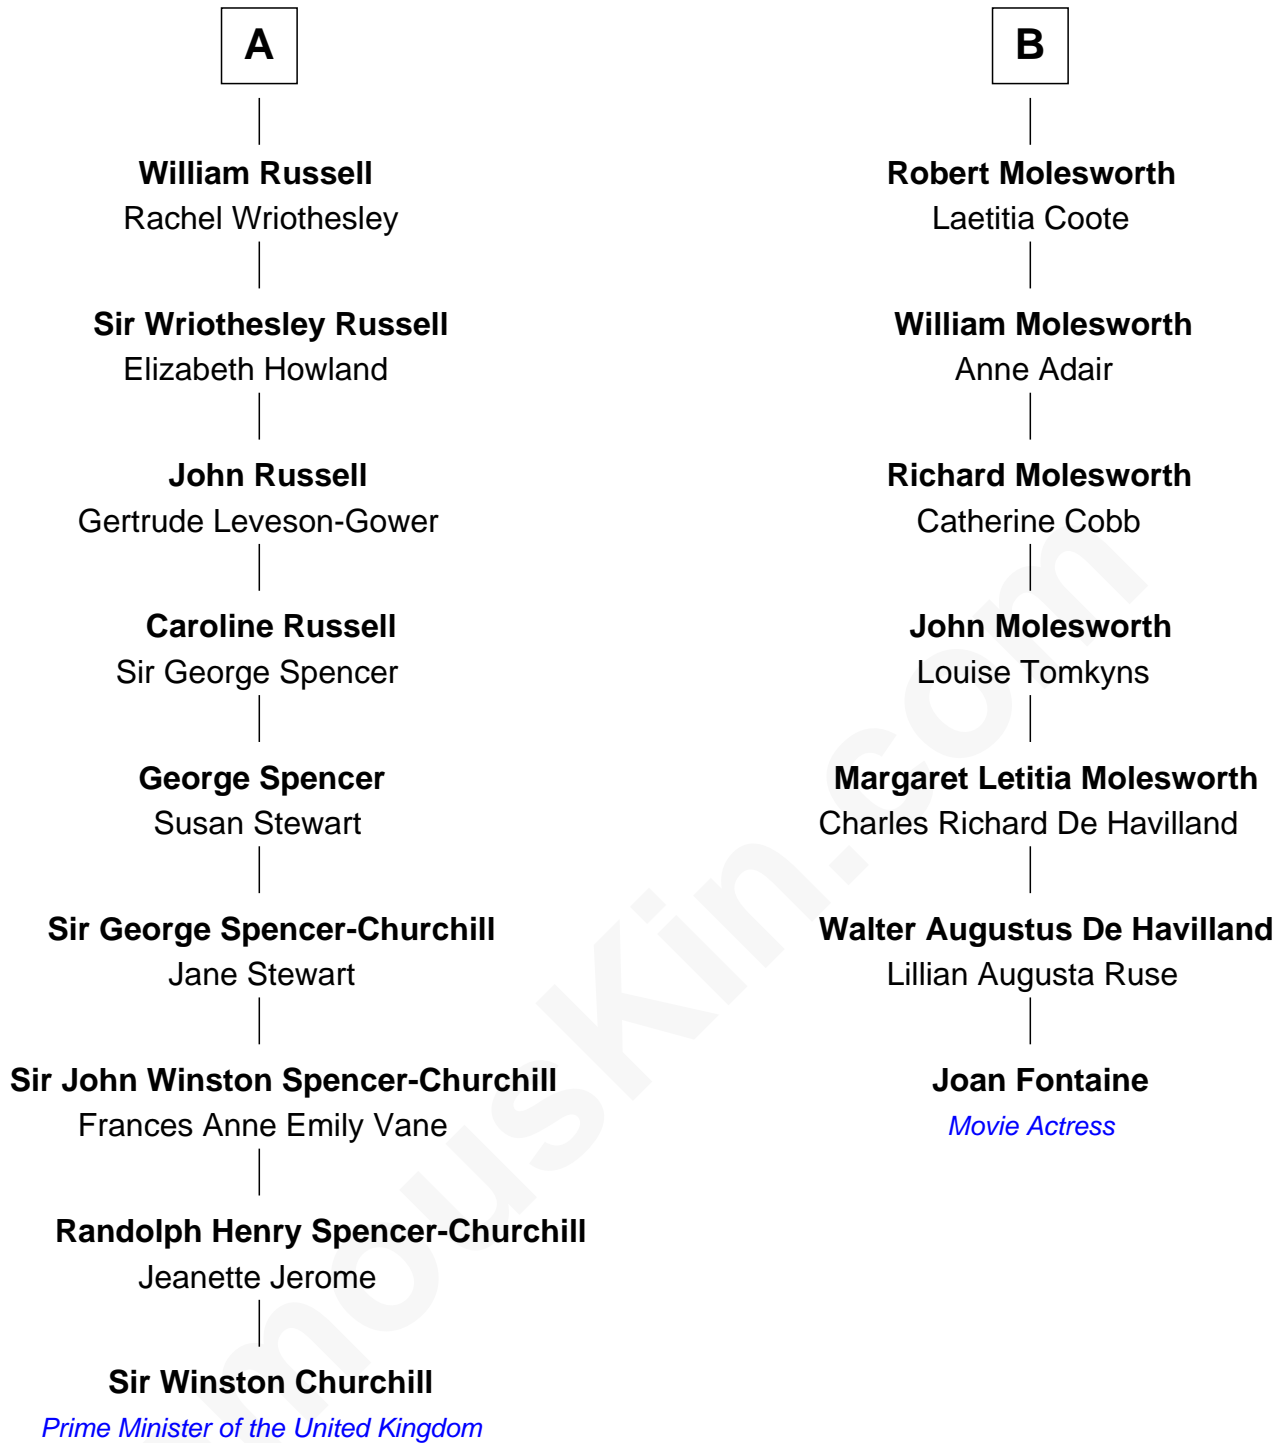 A
William Russell
Rachel Wriothesley
Sir Wriothesley Russell
Elizabeth Howland
John Russell
Gertrude Leveson-Gower
Caroline Russell
Sir George Spencer
George Spencer
Susan Stewart
Sir George Spencer-Churchill
Jane Stewart
Sir John Winston Spencer-Churchill
Frances Anne Emily Vane
Randolph Henry Spencer-Churchill
Jeanette Jerome
Sir Winston Churchill
Prime Minister of the United Kingdom
B
Robert Molesworth
Laetitia Coote
William Molesworth
Anne Adair
Richard Molesworth
Catherine Cobb
John Molesworth
Louise Tomkyns
Margaret Letitia Molesworth
Charles Richard De Havilland
Walter Augustus De Havilland
Lillian Augusta Ruse
Joan Fontaine
Movie Actress
mousKin.com